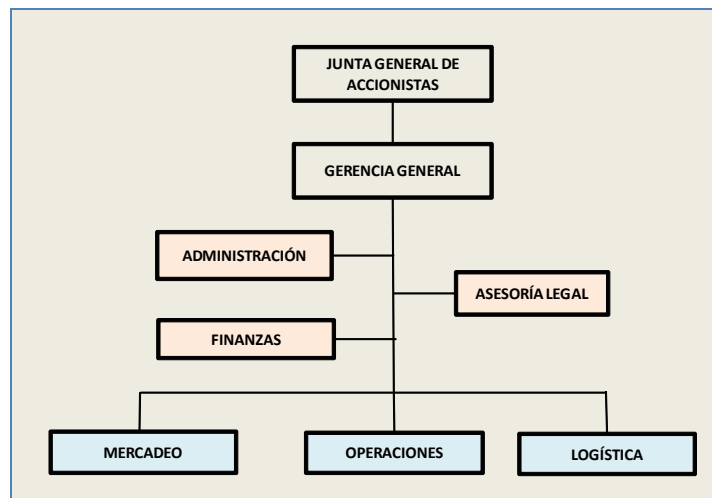 JUNTA GENERAL DE
ACCIONISTAS
GERENCIA GENERAL
ADMINISTRACIÓN
ASESORÍA LEGAL
FINANZAS
MERCADEO
OPERACIONES
LOGÍSTICA